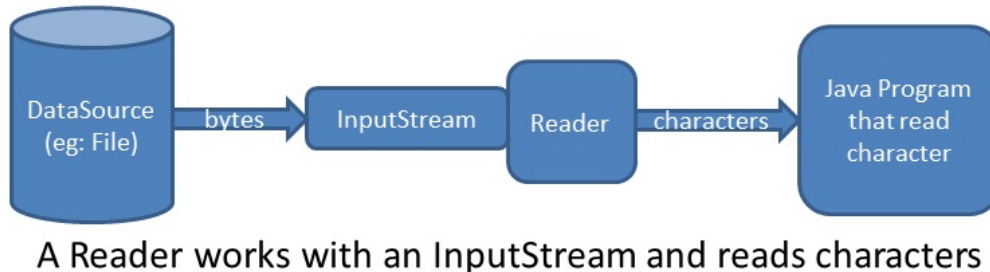 DataSource
(eg: File)
bytes
InputStream
Reader
characters
Java Program
that read
character
A Reader works with an InputStream and reads characters